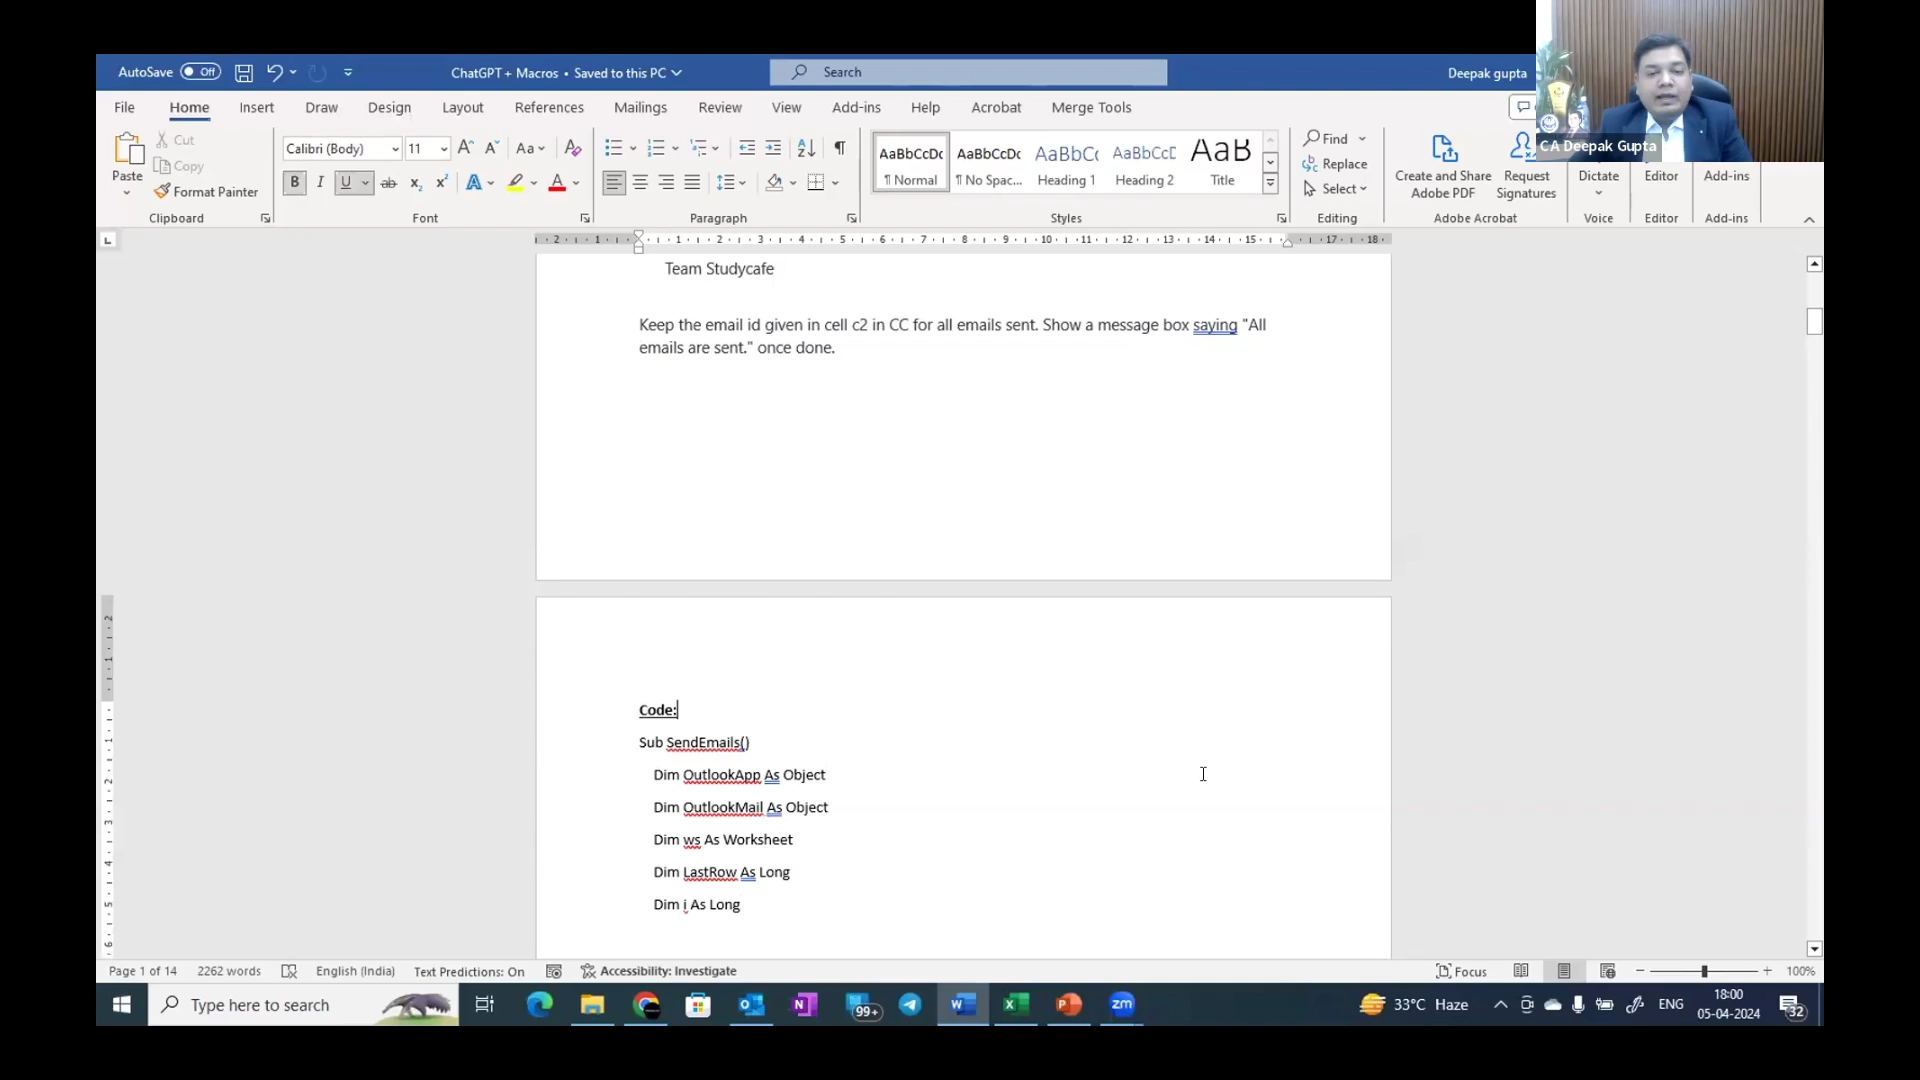 AutoSave Off
ChatGPT + Macros • Saved to this PC
Search
Deepak gupta
File Home Insert Draw Design Layout References Mailings Review View Add-ins Help Acrobat Merge Tools
Paste
Cut
Copy
Format Painter
Clipboard
Calibri (Body) 11
Font
Paragraph
AaBbCcDc
¶ Normal
AaBbCcDc
¶ No Spac...
AaBbCc
Heading 1
AaBbCcD
Heading 2
AaB
Title
Styles
Find
Replace
Select
Editing
Create and Share
Adobe PDF
Request
Signatures
Adobe Acrobat
Dictate
Voice
Editor
Editor
Add-ins
Add-ins
CA Deepak Gupta
Team Studycafe
Keep the email id given in cell c2 in CC for all emails sent. Show a message box saying "All
emails are sent." once done.
Code:
Sub SendEmails()
Dim OutlookApp As Object
Dim OutlookMail As Object
Dim ws As Worksheet
Dim LastRow As Long
Dim i As Long
Page 1 of 14 2262 words English (India) Text Predictions: On Accessibility: Investigate Focus 100%
Type here to search
99+
33°C Haze
ENG
18:00
05-04-2024
32